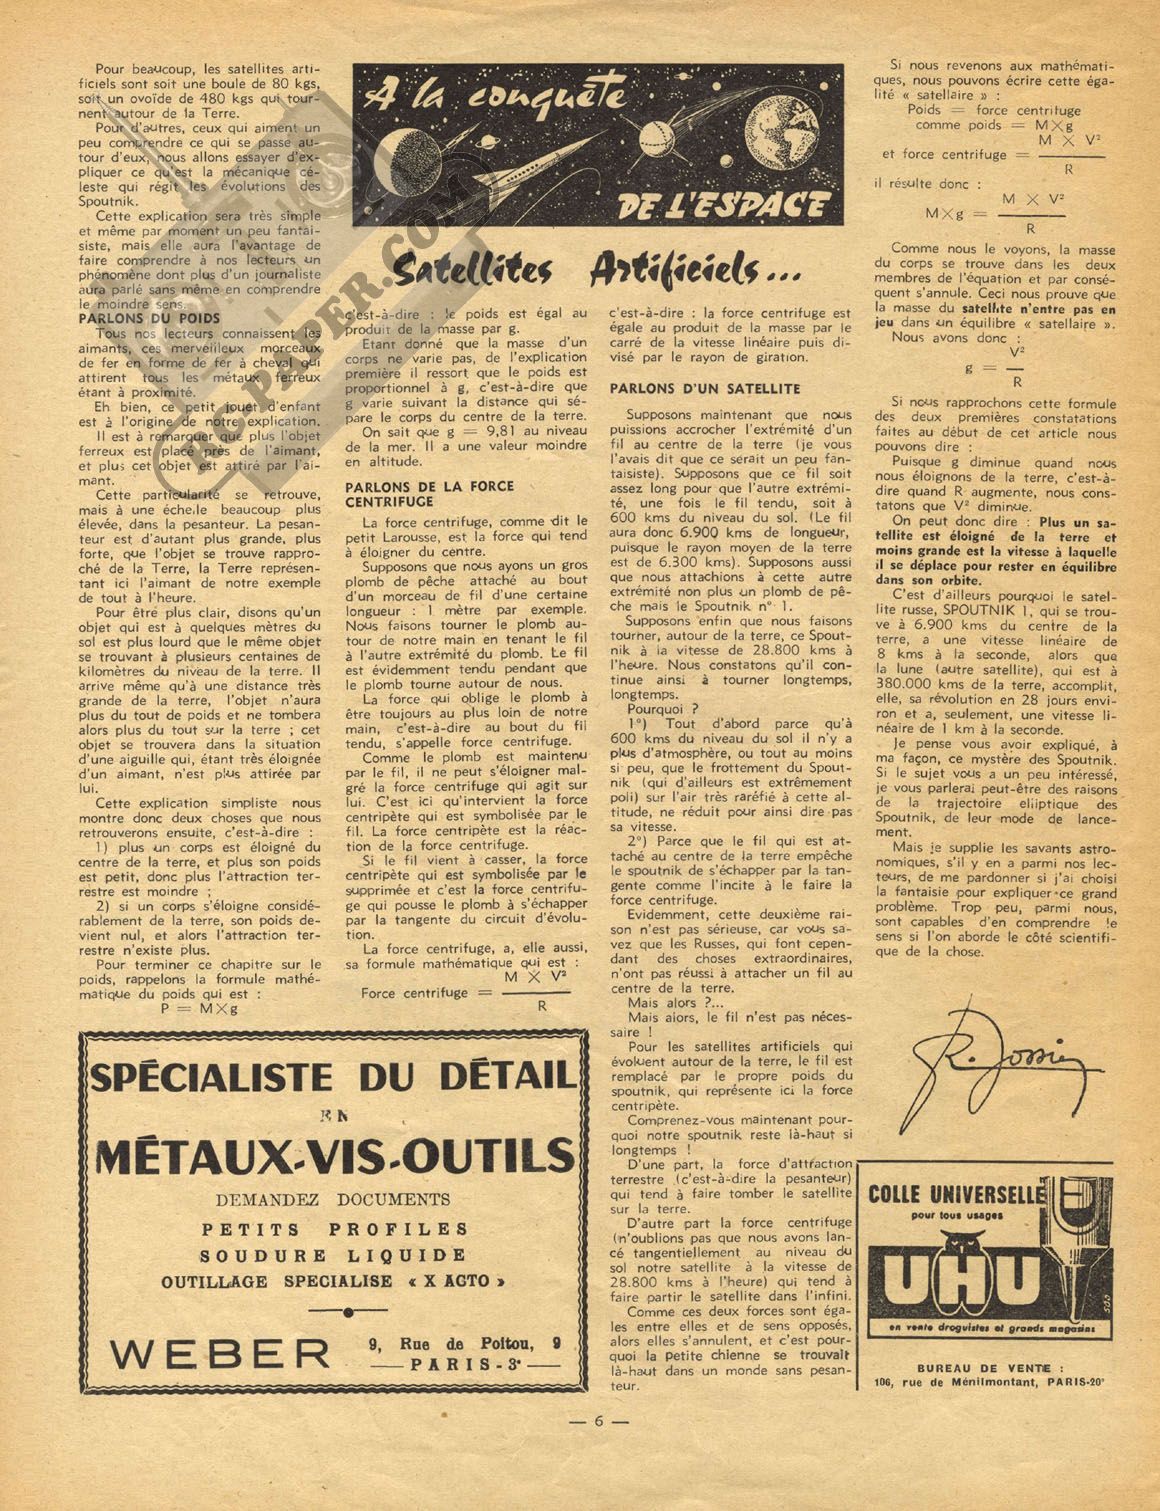 A la conquête
DE L'ESPACE
Satellites Artificiels...
Pour beaucoup, les satellites arti-
ficiels sont soit une boule de 80 kgs,
soit un ovoïde de 480 kgs qui tour-
nent autour de la Terre.
Pour d'autres, ceux qui aiment un
peu comprendre ce qui se passe au-
tour d'eux, nous allons essayer d'ex-
pliquer ce qu'est la mécanique cé-
leste qui régit les évolutions des
Spoutnik.
Cette explication sera très simple
et même par moment un peu fantai-
siste, mais elle aura l'avantage de
faire comprendre à nos lecteurs un
phénomène dont plus d'un journaliste
aura parlé sans même en comprendre
le moindre sens.
PARLONS DU POIDS
Tous nos lecteurs connaissent les
aimants, ces merveilleux morceaux
de fer en forme de fer à cheval qui
attirent tous les métaux ferreux
étant à proximité.
Eh bien, ce petit jouet d'enfant
est à l'origine de notre explication.
Il est à remarquer que plus l'objet
ferreux est placé près de l'aimant,
et plus cet objet est attiré par l'ai-
mant.
Cette particularité se retrouve,
mais à une échelle beaucoup plus
élevée, dans la pesanteur. La pesan-
teur est d'autant plus grande, plus
forte, que l'objet se trouve rappro-
ché de la Terre, la Terre représen-
tant ici l'aimant de notre exemple
de tout à l'heure.
Pour être plus clair, disons qu'un
objet qui est à quelques mètres du
sol est plus lourd que le même objet
se trouvant à plusieurs centaines de
kilomètres du niveau de la terre. Il
arrive même qu'à une distance très
grande de la terre, l'objet n'aura
plus du tout de poids et ne tombera
alors plus du tout sur la terre ; cet
objet se trouvera dans la situation
d'une aiguille qui, étant très éloignée
d'un aimant, n'est plus attirée par
lui.
Cette explication simpliste nous
montre donc deux choses que nous
retrouverons ensuite, c'est-à-dire :
1) plus un corps est éloigné du
centre de la terre, et plus son poids
est petit, donc plus l'attraction ter-
restre est moindre ;
2) si un corps s'éloigne considé-
rablement de la terre, son poids de-
vient nul, et alors l'attraction ter-
restre n'existe plus.
Pour terminer ce chapitre sur le
poids, rappelons la formule mathé-
matique du poids qui est :
P = M×g
c'est-à-dire : le poids est égal au
produit de la masse par g.
Etant donné que la masse d'un
corps ne varie pas, de l'explication
première il ressort que le poids est
proportionnel à g, c'est-à-dire que
g varie suivant la distance qui sé-
pare le corps du centre de la terre.
On sait que g = 9,81 au niveau
de la mer. Il a une valeur moindre
en altitude.
PARLONS DE LA FORCE
CENTRIFUGE
La force centrifuge, comme dit le
petit Larousse, est la force qui tend
à éloigner du centre.
Supposons que nous ayons un gros
plomb de pêche attaché au bout
d'un morceau de fil d'une certaine
longueur : 1 mètre par exemple.
Nous faisons tourner le plomb au-
tour de notre main en tenant le fil
à l'autre extrémité du plomb. Le fil
est évidemment tendu pendant que
le plomb tourne autour de nous.
La force qui oblige le plomb à
être toujours au plus loin de notre
main, c'est-à-dire au bout du fil
tendu, s'appelle force centrifuge.
Comme le plomb est maintenu
par le fil, il ne peut s'éloigner mal-
gré la force centrifuge qui agit sur
lui. C'est ici qu'intervient la force
centripète qui est symbolisée par le
fil. La force centripète est la réac-
tion de la force centrifuge.
Si le fil vient à casser, la force
centripète qui est symbolisée par le
supprimée et c'est la force centrifu-
ge qui pousse le plomb à s'échapper
par la tangente du circuit d'évolu-
tion.
La force centrifuge, a, elle aussi,
sa formule mathématique qui est :
M × V²
Force centrifuge =
R
c'est-à-dire : la force centrifuge est
égale au produit de la masse par le
carré de la vitesse linéaire puis di-
visé par le rayon de giration.
PARLONS D'UN SATELLITE
Supposons maintenant que nous
puissions accrocher l'extrémité d'un
fil au centre de la terre (je vous
l'avais dit que ce serait un peu fan-
taisiste). Supposons que ce fil soit
assez long pour que l'autre extrémi-
té, une fois le fil tendu, soit à
600 kms du niveau du sol. (Le fil
aura donc 6.900 kms de longueur,
puisque le rayon moyen de la terre
est de 6.300 kms). Supposons aussi
que nous attachions à cette autre
extrémité non plus un plomb de pê-
che mais le Spoutnik n° 1.
Supposons enfin que nous faisons
tourner, autour de la terre, ce Spout-
nik à la vitesse de 28.800 kms à
l'heure. Nous constatons qu'il con-
tinue ainsi à tourner longtemps,
longtemps.
Pourquoi ?
1°) Tout d'abord parce qu'à
600 kms du niveau du sol il n'y a
plus d'atmosphère, ou tout au moins
si peu, que le frottement du Spout-
nik (qui d'ailleurs est extrêmement
poli) sur l'air très raréfié à cette al-
titude, ne réduit pour ainsi dire pas
sa vitesse.
2°) Parce que le fil qui est at-
taché au centre de la terre empêche
le spoutnik de s'échapper par la tan-
gente comme l'incite à le faire la
force centrifuge.
Evidemment, cette deuxième rai-
son n'est pas sérieuse, car vous sa-
vez que les Russes, qui font cepen-
dant des choses extraordinaires,
n'ont pas réussi à attacher un fil au
centre de la terre.
Mais alors ?...
Mais alors, le fil n'est pas néces-
saire !
Pour les satellites artificiels qui
évoluent autour de la terre, le fil est
remplacé par le propre poids du
spoutnik, qui représente ici la force
centripète.
Comprenez-vous maintenant pour-
quoi notre spoutnik reste là-haut si
longtemps !
D'une part, la force d'attraction
terrestre (c'est-à-dire la pesanteur)
qui tend à faire tomber le satellite
sur la terre.
D'autre part la force centrifuge
(n'oublions pas que nous avons lan-
cé tangentiellement au niveau du
sol notre satellite à la vitesse de
28.800 kms à l'heure) qui tend à
faire partir le satellite dans l'infini.
Comme ces deux forces sont éga-
les entre elles et de sens opposés,
alors elles s'annulent, et c'est pour-
quoi la petite chienne se trouvait
là-haut dans un monde sans pesan-
teur.
Si nous revenons aux mathémati-
ques, nous pouvons écrire cette éga-
lité « satellaire » :
Poids = force centrifuge
comme poids = M×g
M × V²
et force centrifuge =
R
il résulte donc :
M × V²
M×g =
R
Comme nous le voyons, la masse
du corps se trouve dans les deux
membres de l'équation et par consé-
quent s'annule. Ceci nous prouve que
la masse du satellite n'entre pas en
jeu dans un équilibre « satellaire ».
Nous avons donc :
V²
g =
R
Si nous rapprochons cette formule
des deux premières constatations
faites au début de cet article nous
pouvons dire :
Puisque g diminue quand nous
nous éloignons de la terre, c'est-à-
dire quand R augmente, nous cons-
tatons que V² diminue.
On peut donc dire : Plus un sa-
tellite est éloigné de la terre et
moins grande est la vitesse à laquelle
il se déplace pour rester en équilibre
dans son orbite.
C'est d'ailleurs pourquoi le satel-
lite russe, SPOUTNIK 1, qui se trou-
ve à 6.900 kms du centre de la
terre, a une vitesse linéaire de
8 kms à la seconde, alors que
la lune (autre satellite), qui est à
380.000 kms de la terre, accomplit,
elle, sa révolution en 28 jours envi-
ron et a, seulement, une vitesse li-
néaire de 1 km à la seconde.
Je pense vous avoir expliqué, à
ma façon, ce mystère des Spoutnik.
Si le sujet vous a un peu intéressé,
je vous parlerai peut-être des raisons
de la trajectoire elliptique des
Spoutnik, de leur mode de lance-
ment.
Mais je supplie les savants astro-
nomiques, s'il y en a parmi nos lec-
teurs, de me pardonner si j'ai choisi
la fantaisie pour expliquer ce grand
problème. Trop peu, parmi nous,
sont capables d'en comprendre le
sens si l'on aborde le côté scientifi-
que de la chose.
R. Jossien
SPÉCIALISTE DU DÉTAIL
EN
MÉTAUX-VIS-OUTILS
DEMANDEZ DOCUMENTS
PETITS PROFILES
SOUDURE LIQUIDE
OUTILLAGE SPECIALISE « X ACTO »
WEBER
9, Rue de Poitou, 9
PARIS-3e
COLLE UNIVERSELLE
pour tous usages
UHU
en vente droguistes et grands magasins
BUREAU DE VENTE :
106, rue de Ménilmontant, PARIS-20°
— 6 —
RC-PAPER.COM